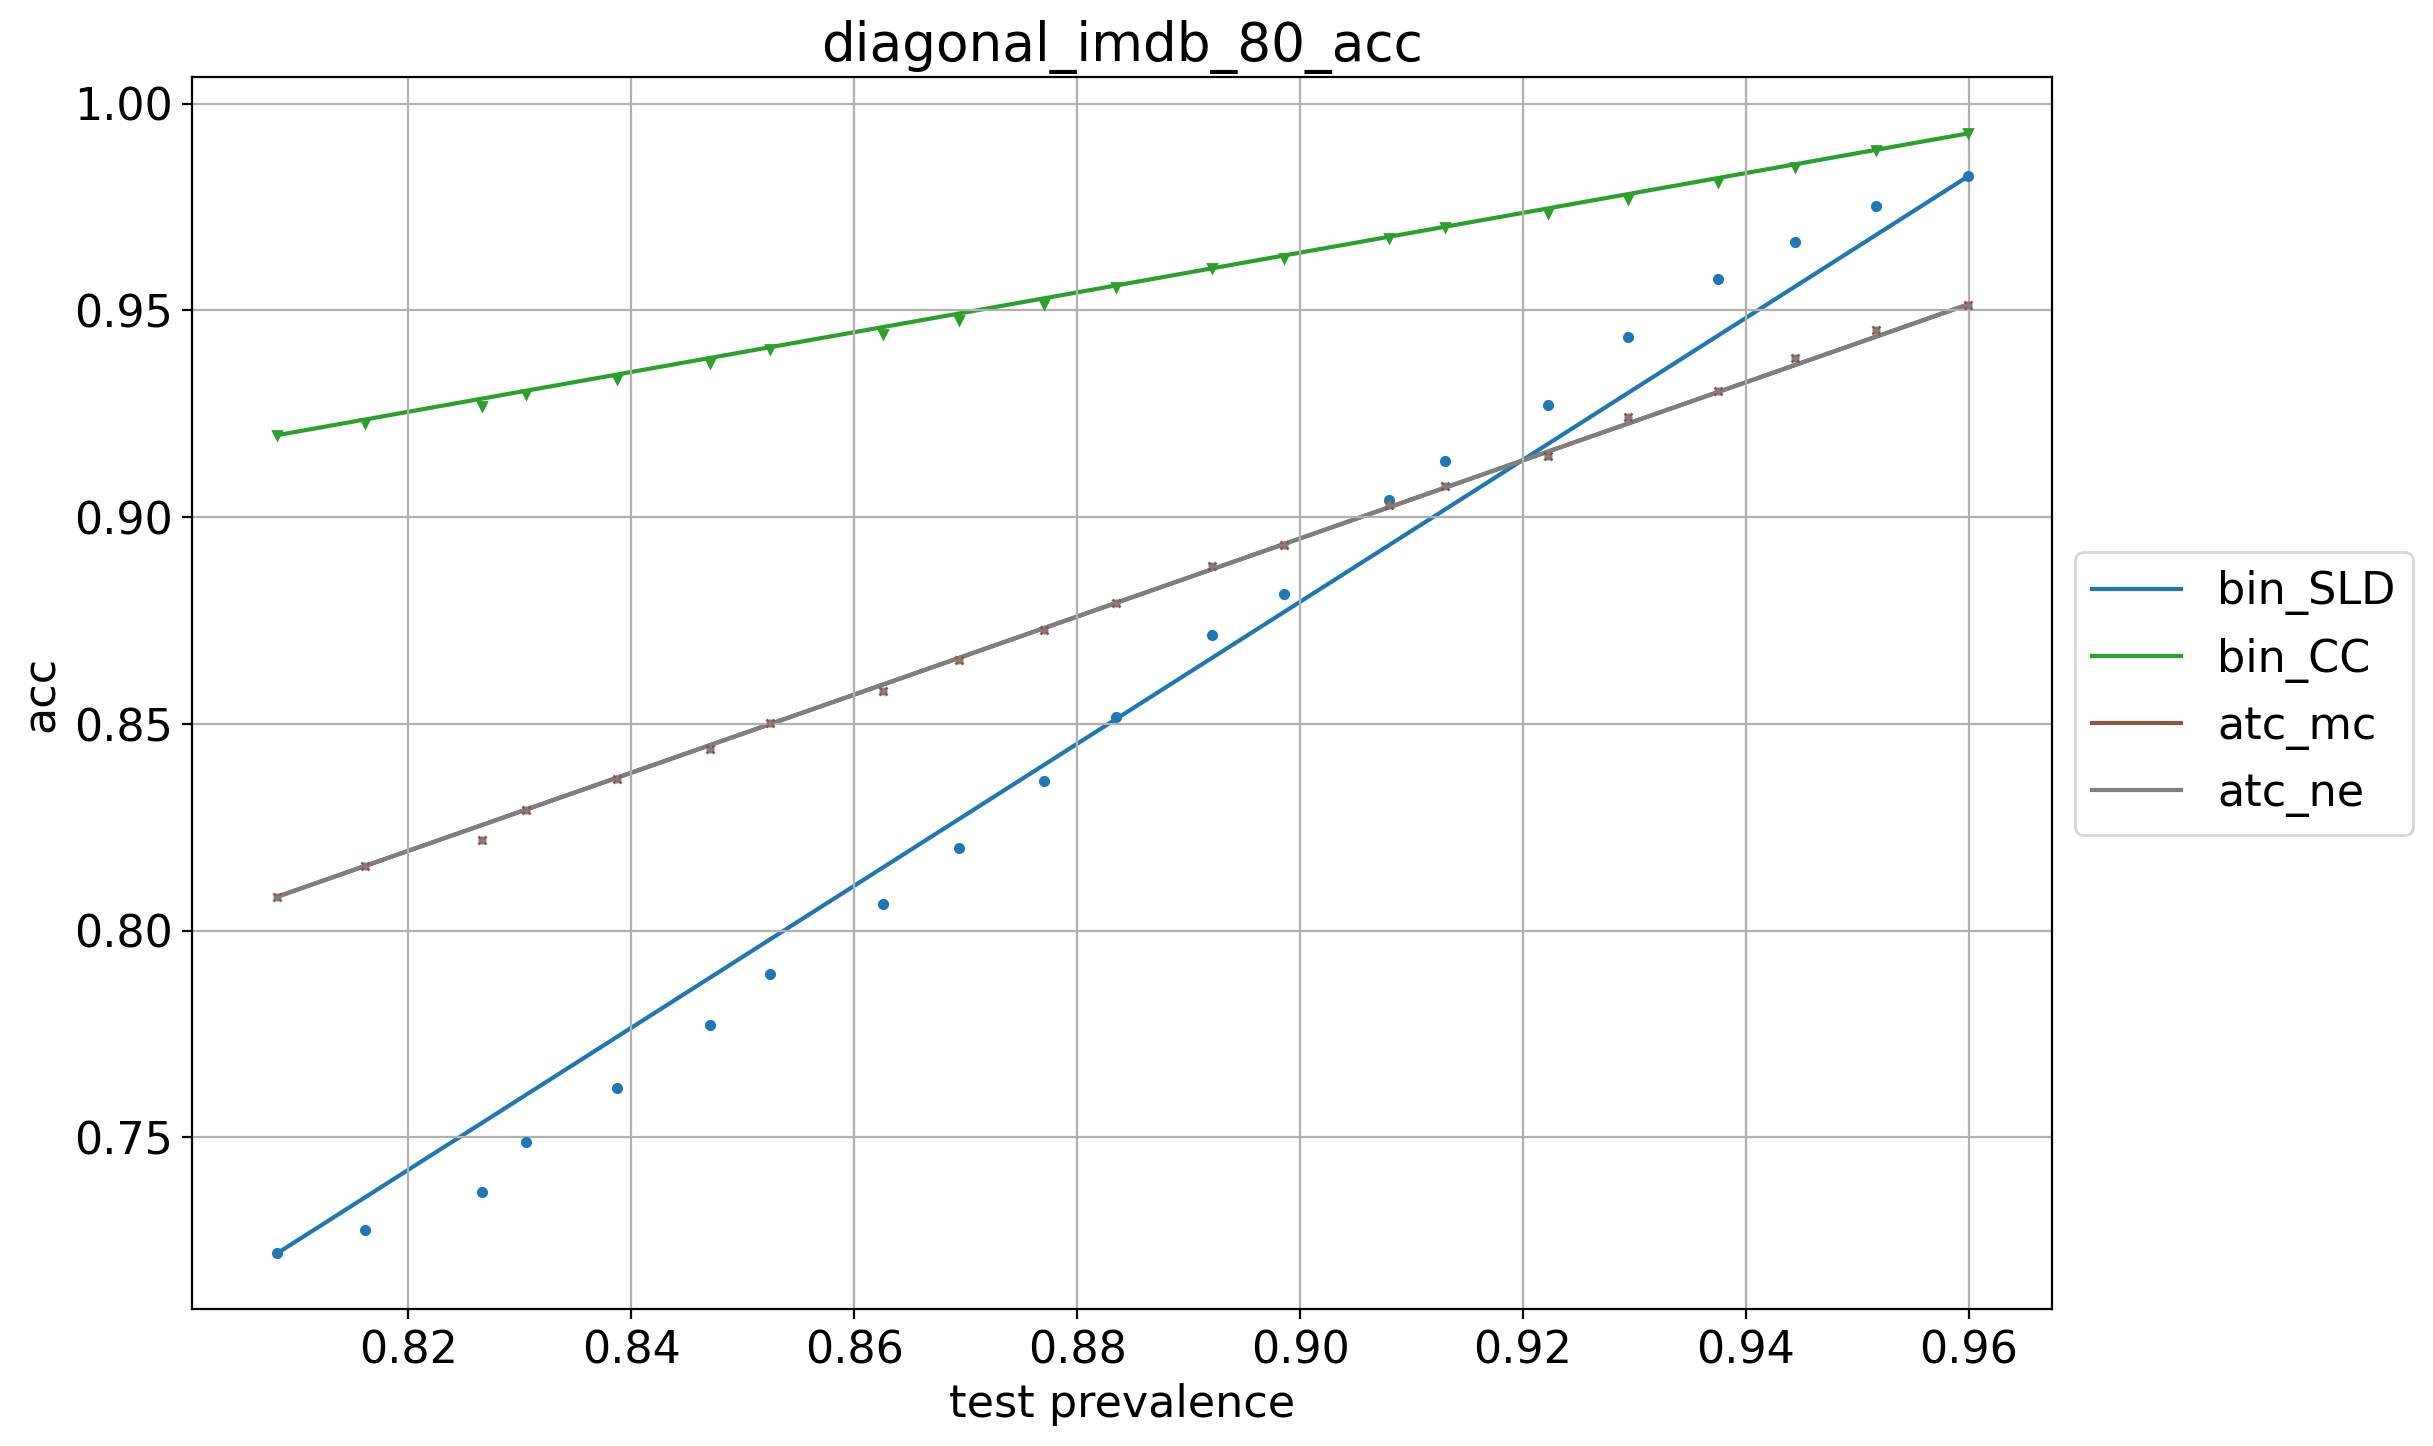 diagonal_imdb_80_acc
1.00
0.95
0.90
0.85
0.80
0.75
acc
0.82 0.84 0.86 0.88 0.90 0.92 0.94 0.96
test prevalence
bin_SLD
bin_CC
atc_mc
atc_ne